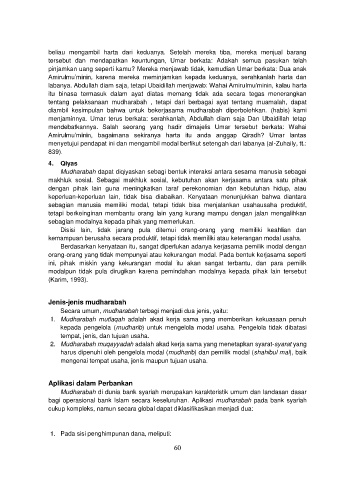 beliau mengambil harta dari keduanya. Setelah mereka tiba, mereka menjual barang
tersebut dan mendapatkan keuntungan, Umar berkata: Adakah semua pasukan telah
pinjamkan uang seperti kamu? Mereka menjawab tidak, kemudian Umar berkata: Dua anak
Amirulmu'minin, karena mereka meminjamkan kepada keduanya, serahkanlah harta dan
labanya. Abdullah diam saja, tetapi Ubaidillah menjawab: Wahai Amirulmu'minin, kalau harta
itu binasa termasuk dalam ayat diatas memang tidak ada secara tegas menerangkan
tentang pelaksanaan mudharabah , tetapi dari berbagai ayat tentang muamalah, dapat
diambil kesimpulan bahwa untuk bekerjasama mudharabah diperbolehkan. (habis) kami
menjaminnya. Umar terus berkata: serahkanlah, Abdullah diam saja Dan Ubaidillah tetap
mendebatkannya. Salah seorang yang hadir dimajelis Umar tersebut berkata: Wahai
Amirulmu'minin, bagaimana sekiranya harta itu anda anggap Qiradh? Umar lantas
menyetujui pendapat ini dan mengambil modal berfikut setengah dari labanya (al-Zuhaily, tt.:
839).
4. Qiyas
Mudharabah dapat diqiyaskan sebagi bentuk interaksi antara sesama manusia sebagai
makhluk sosial. Sebagai makhluk sosial, kebutuhan akan kerjasama antara satu pihak
dengan pihak lain guna meningkatkan taraf perekonomian dan kebutuhan hidup, atau
keperluan-keperluan lain, tidak bisa diabaikan. Kenyataan menunjukkan bahwa diantara
sebagian manusia memiliki modal, tetapi tidak bisa menjalankan usahausaha produktif,
tetapi berkeinginan membantu orang lain yang kurang mampu dengan jalan mengalihkan
sebagian modalnya kepada pihak yang memerlukan.
Disisi lain, tidak jarang pula ditemui orang-orang yang memiliki keahlian dan
kemampuan berusaha secara produktif, tetapi tidak memiliki atau keterangan modal usaha.
Berdasarkan kenyataan itu, sangat diperlukan adanya kerjasama pemilik modal dengan
orang-orang yang tidak mempunyai atau kekurangan modal. Pada bentuk kerjasama seperti
ini, pihak miskin yang kekurangan modal itu akan sangat terbantu, dan para pemilik
modalpun tidak pula dirugikan karena pemindahan modalnya kepada pihak lain tersebut
(Karim, 1993).
Jenis-jenis mudharabah
Secara umum, mudharabah terbagi menjadi dua jenis, yaitu:
1. Mudharabah mutlaqah adalah akad kerja sama yang memberikan kekuasaan penuh
kepada pengelola (mudharib) untuk mengelola modal usaha. Pengelola tidak dibatasi
tempat, jenis, dan tujuan usaha.
2. Mudharabah muqayyadah adalah akad kerja sama yang menetapkan syarat-syarat yang
harus dipenuhi oleh pengelola modal (mudharib) dan pemilik modal (shahibul mal), baik
mengenai tempat usaha, jenis maupun tujuan usaha.
Aplikasi dalam Perbankan
Mudharabah di dunia bank syariah merupakan karakteristik umum dan landasan dasar
bagi operasional bank Islam secara keseluruhan. Aplikasi mudharabah pada bank syariah
cukup kompleks, namun secara global dapat diklasifikasikan menjadi dua:
1. Pada sisi penghimpunan dana, meliputi:
60